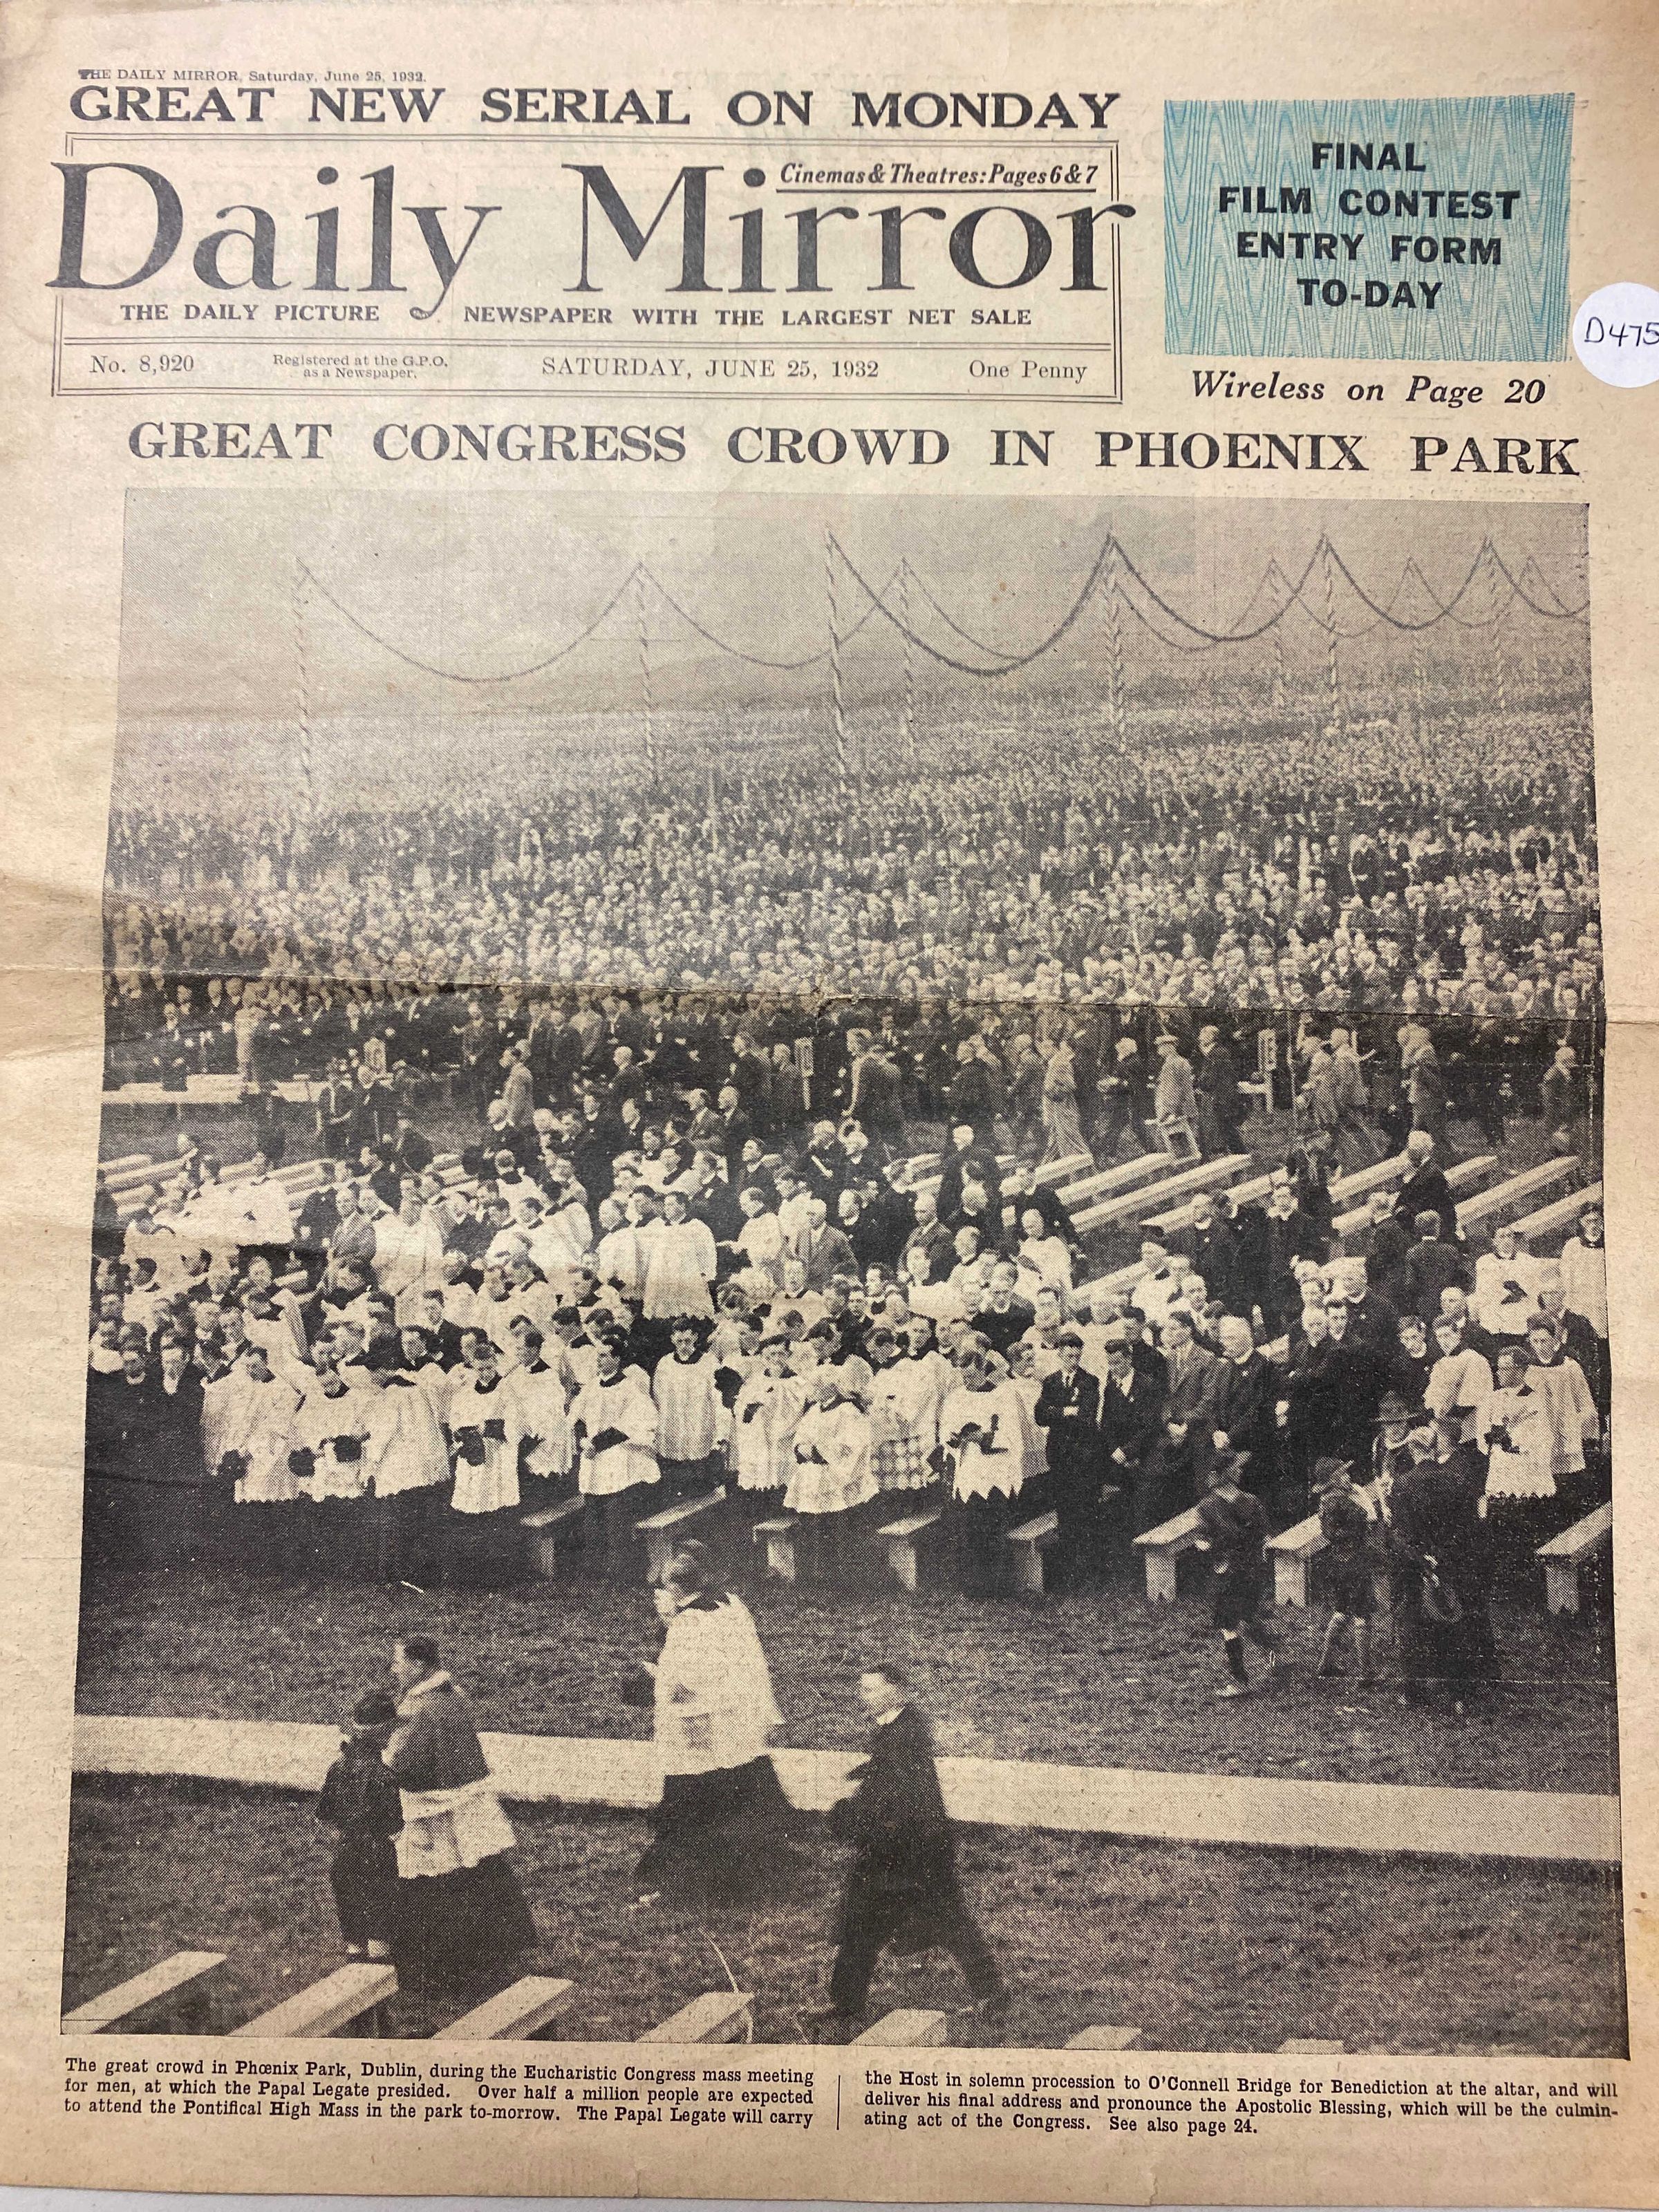 THE DAILY MIRROR, Saturday, June 25, 1932.
GREAT NEW SERIAL ON MONDAY
Cinemas & Theatres: Pages 6 & 7
Daily Mirror
THE DAILY PICTURE NEWSPAPER WITH THE LARGEST NET SALE
No. 8,920
Registered at the G.P.O.
as a Newspaper.
SATURDAY, JUNE 25, 1932
One Penny
FINAL
FILM CONTEST
ENTRY FORM
TO-DAY
D475
Wireless on Page 20
GREAT CONGRESS CROWD IN PHOENIX PARK
The great crowd in Phœnix Park, Dublin, during the Eucharistic Congress mass meeting
for men, at which the Papal Legate presided. Over half a million people are expected
to attend the Pontifical High Mass in the park to-morrow. The Papal Legate will carry
the Host in solemn procession to O'Connell Bridge for Benediction at the altar, and will
deliver his final address and pronounce the Apostolic Blessing, which will be the culmin-
ating act of the Congress. See also page 24.